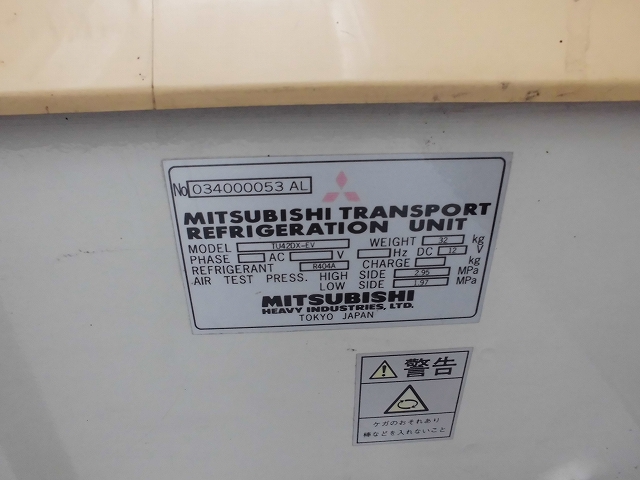 No 034000053 AL
MITSUBISHI TRANSPORT
REFRIGERATION UNIT
MODEL TU42DX-EV WEIGHT 32 kg
PHASE AC V Hz DC 12 V
REFRIGERANT R404A CHARGE kg
AIR TEST PRESS. HIGH SIDE 2.95 MPa
LOW SIDE 1.97 MPa
MITSUBISHI
HEAVY INDUSTRIES, LTD.
TOKYO JAPAN
警告
ケガのおそれあり
棒などを入れないこと